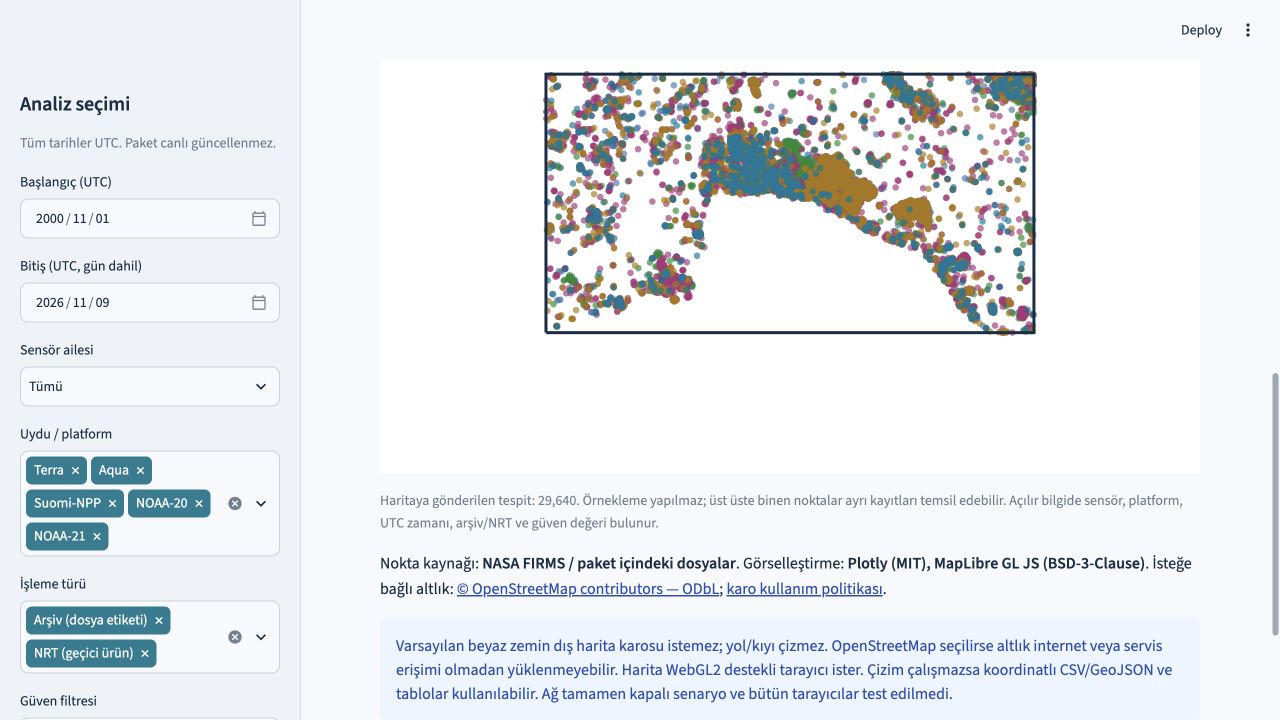 Deploy
Analiz seçimi
Tüm tarihler UTC. Paket canlı güncellenmez.
Başlangıç (UTC)
2000 / 11 / 01
Bitiş (UTC, gün dahil)
2026 / 11 / 09
Sensör ailesi
Tümü
Uydu / platform
Terra × Aqua ×
Suomi-NPP × NOAA-20 ×
NOAA-21 ×
İşleme türü
Arşiv (dosya etiketi) ×
NRT (geçici ürün) ×
Güven filtresi
Haritaya gönderilen tespit: 29,640. Örnekleme yapılmaz; üst üste binen noktalar ayrı kayıtları temsil edebilir. Açılır bilgide sensör, platform,
UTC zamanı, arşiv/NRT ve güven değeri bulunur.
Nokta kaynağı: NASA FIRMS / paket içindeki dosyalar. Görselleştirme: Plotly (MIT), MapLibre GL JS (BSD-3-Clause). İsteğe
bağlı altlık: © OpenStreetMap contributors — ODbL; karo kullanım politikası.
Varsayılan beyaz zemin dış harita karosu istemez; yol/kıyı çizmez. OpenStreetMap seçilirse altlık internet veya servis
erişimi olmadan yüklenmeyebilir. Harita WebGL2 destekli tarayıcı ister. Çizim çalışmazsa koordinatlı CSV/GeoJSON ve
tablolar kullanılabilir. Ağ tamamen kapalı senaryo ve bütün tarayıcılar test edilmedi.